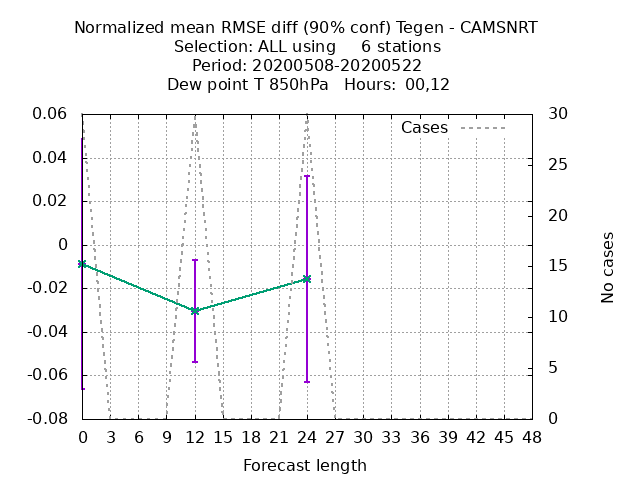 Normalized mean RMSE diff (90% conf) Tegen - CAMSNRT
Selection: ALL using 6 stations
Period: 20200508-20200522
Dew point T 850hPa Hours: 00,12
Cases
0.06
0.04
0.02
0
-0.02
-0.04
-0.06
-0.08
30
25
20
15
10
5
0
No cases
0 3 6 9 12 15 18 21 24 27 30 33 36 39 42 45 48
Forecast length